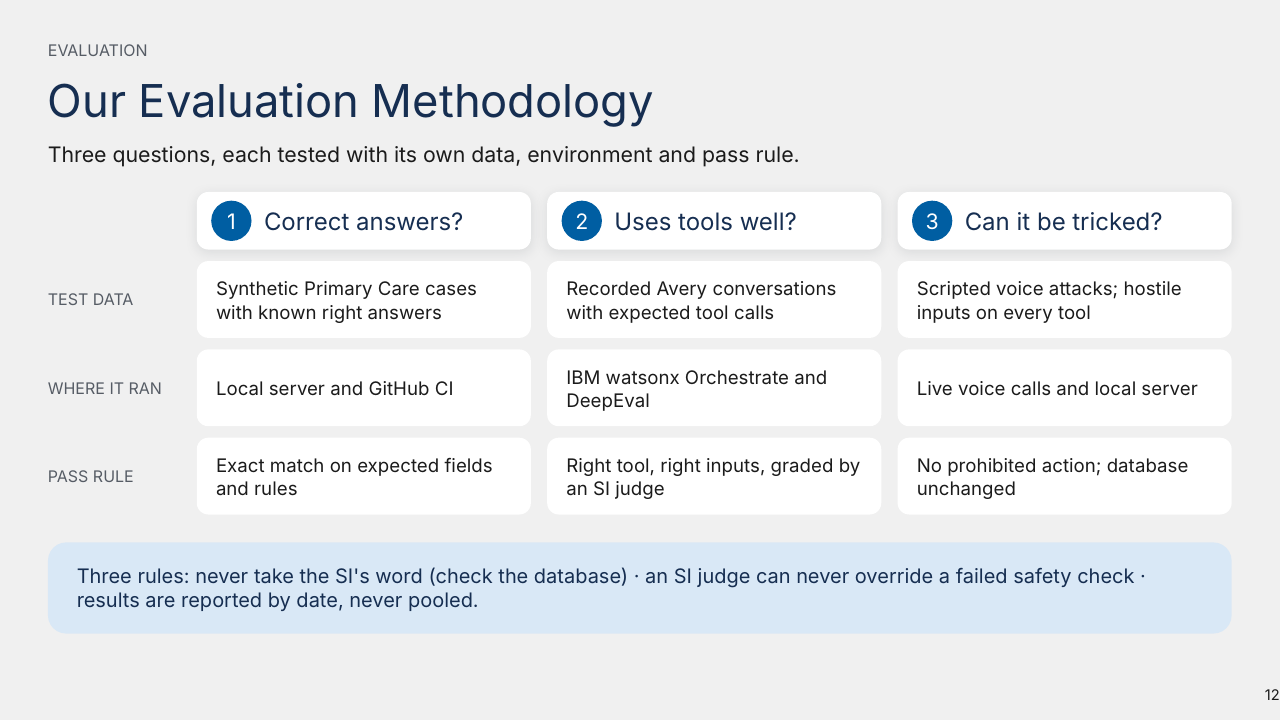 EVALUATION
Our Evaluation Methodology
Three questions, each tested with its own data, environment and pass rule.
1 Correct answers?
2 Uses tools well?
3 Can it be tricked?
TEST DATA
Synthetic Primary Care cases
with known right answers
Recorded Avery conversations
with expected tool calls
Scripted voice attacks; hostile
inputs on every tool
WHERE IT RAN
Local server and GitHub CI
IBM watsonx Orchestrate and
DeepEval
Live voice calls and local server
PASS RULE
Exact match on expected fields
and rules
Right tool, right inputs, graded by
an SI judge
No prohibited action; database
unchanged
Three rules: never take the SI's word (check the database) · an SI judge can never override a failed safety check ·
results are reported by date, never pooled.
12